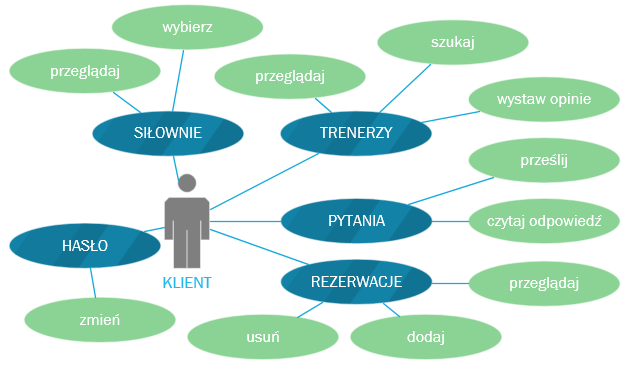 wybierz
szukaj
przeglądaj
przeglądaj
wystaw opinie
SIŁOWNIE
TRENERZY
prześlij
PYTANIA
czytaj odpowiedź
HASŁO
KLIENT
REZERWACJE
przeglądaj
zmień
usuń
dodaj